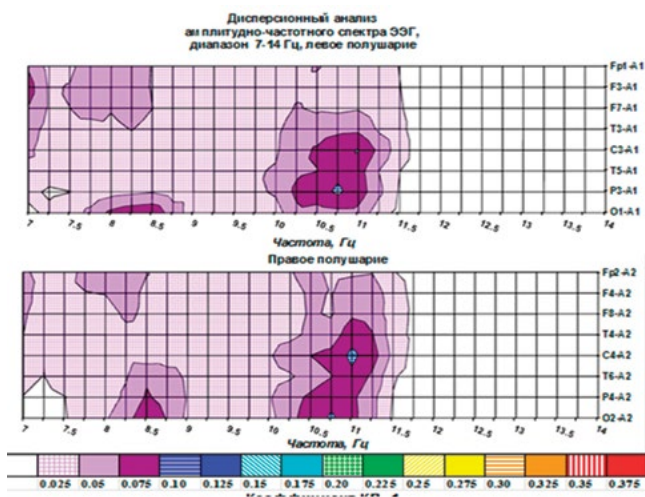 Дисперсионный анализ
амплитудно-частотного спектра ЭЭГ,
диапазон 7-14 Гц, левое полушарие
Fp1-A1
F3-A1
F7-A1
T3-A1
C3-A1
T5-A1
P3-A1
O1-A1
7 7.5 8 8.5 9 9.5 10 10.5 11 11.5 12 12.5 13 13.5 14
Частота, Гц
Правое полушарие
Fp2-A2
F4-A2
F8-A2
T4-A2
C4-A2
T6-A2
P4-A2
O2-A2
7 7.5 8 8.5 9 9.5 10 10.5 11 11.5 12 12.5 13 13.5 14
Частота, Гц
0.025 0.05 0.075 0.10 0.125 0.15 0.175 0.20 0.225 0.25 0.275 0.30 0.325 0.35 0.375